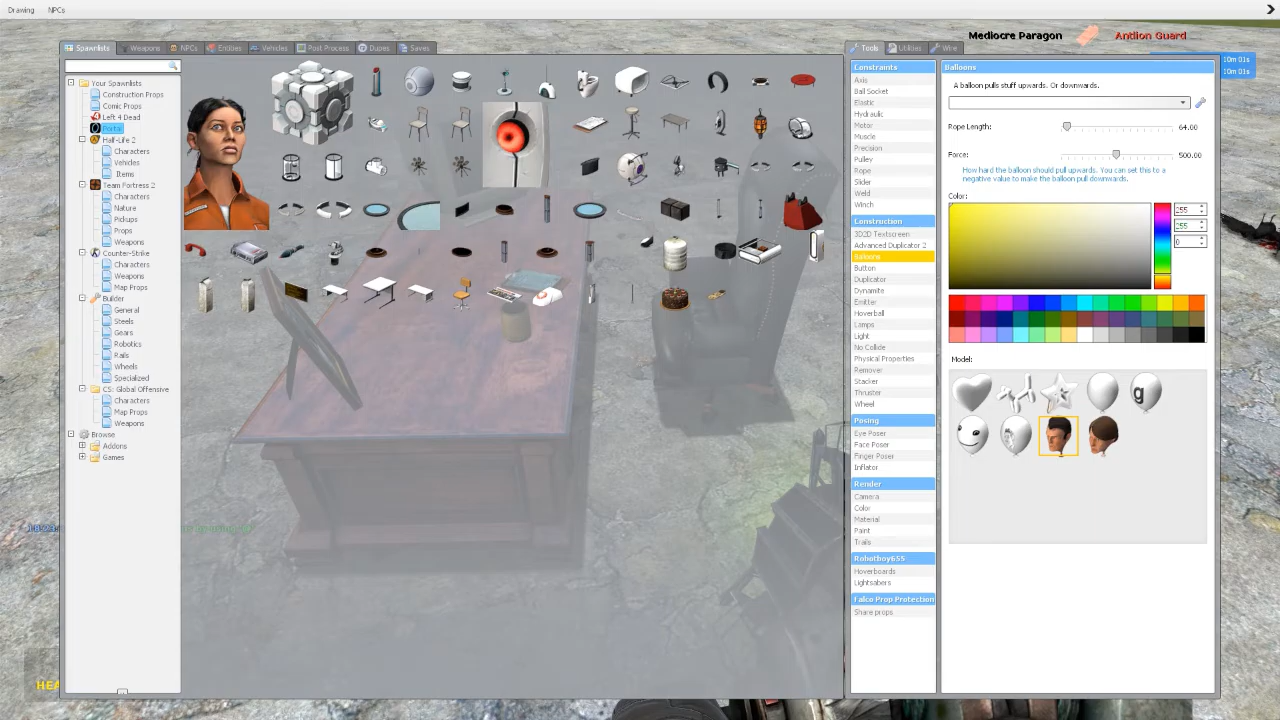 Drawing NPCs
Mediocre Paragon Antlion Guard
Spawnlists Weapons NPCs Entities Vehicles Post Process Dupes Saves
Tools Utilities Wire
10m 01s
10m 01s
Your Spawnlists
Construction Props
Comic Props
Left 4 Dead
Portal
Half-Life 2
Characters
Vehicles
Items
Team Fortress 2
Characters
Nature
Pickups
Props
Weapons
Counter-Strike
Characters
Weapons
Map Props
Builder
General
Steels
Gears
Robotics
Rails
Wheels
Specialized
CS: Global Offensive
Characters
Map Props
Weapons
Browse
Addons
Games
Constraints
Axis
Ball Socket
Elastic
Hydraulic
Motor
Muscle
Precision
Pulley
Rope
Slider
Weld
Winch
Construction
3D2D Textscreen
Advanced Duplicator 2
Balloons
Button
Duplicator
Dynamite
Emitter
Hoverball
Lamps
Light
No Collide
Physical Properties
Remover
Stacker
Thruster
Wheel
Posing
Eye Poser
Face Poser
Finger Poser
Inflator
Render
Camera
Color
Material
Paint
Trails
Robotboy655
Hoverboards
Lightsabers
Falco Prop Protection
Share props
Balloons
A balloon pulls stuff upwards. Or downwards.
Rope Length: 64.00
Force: 500.00
How hard the balloon should pull upwards. You can set this to a
negative value to make the balloon pull downwards.
Color:
255
255
0
Model:
g
HEA